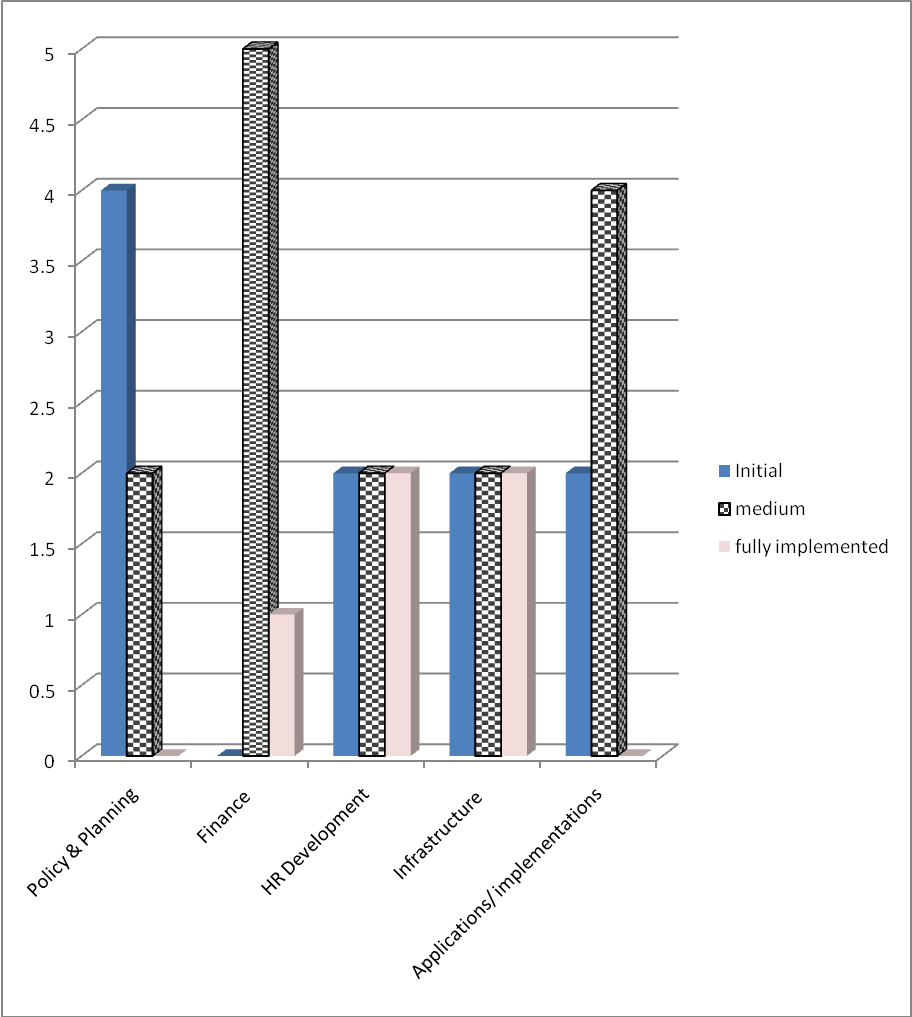 5
4.5
4
3.5
3
2.5
2
1.5
1
0.5
0
Policy & Planning
Finance
HR Development
Infrastructure
Applications/ implementations
Initial
medium
fully implemented